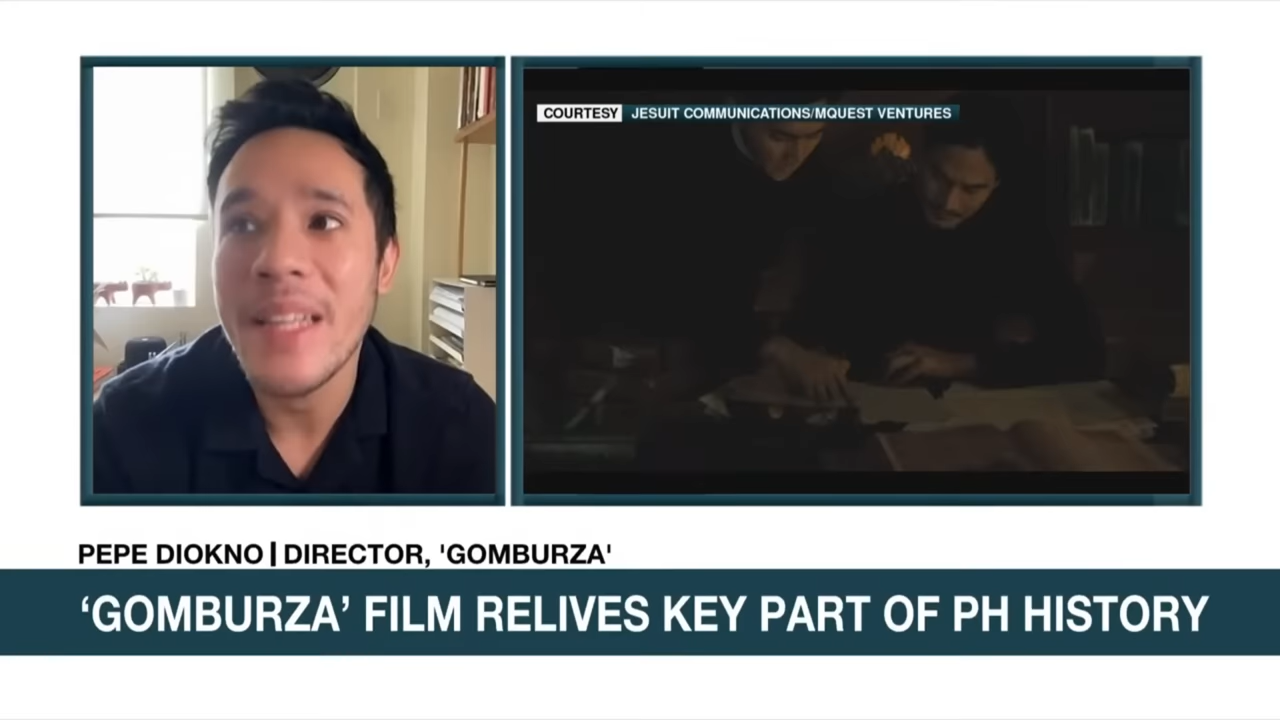 COURTESY JESUIT COMMUNICATIONS/MQUEST VENTURES
PEPE DIOKNO | DIRECTOR, 'GOMBURZA'
‘GOMBURZA’ FILM RELIVES KEY PART OF PH HISTORY